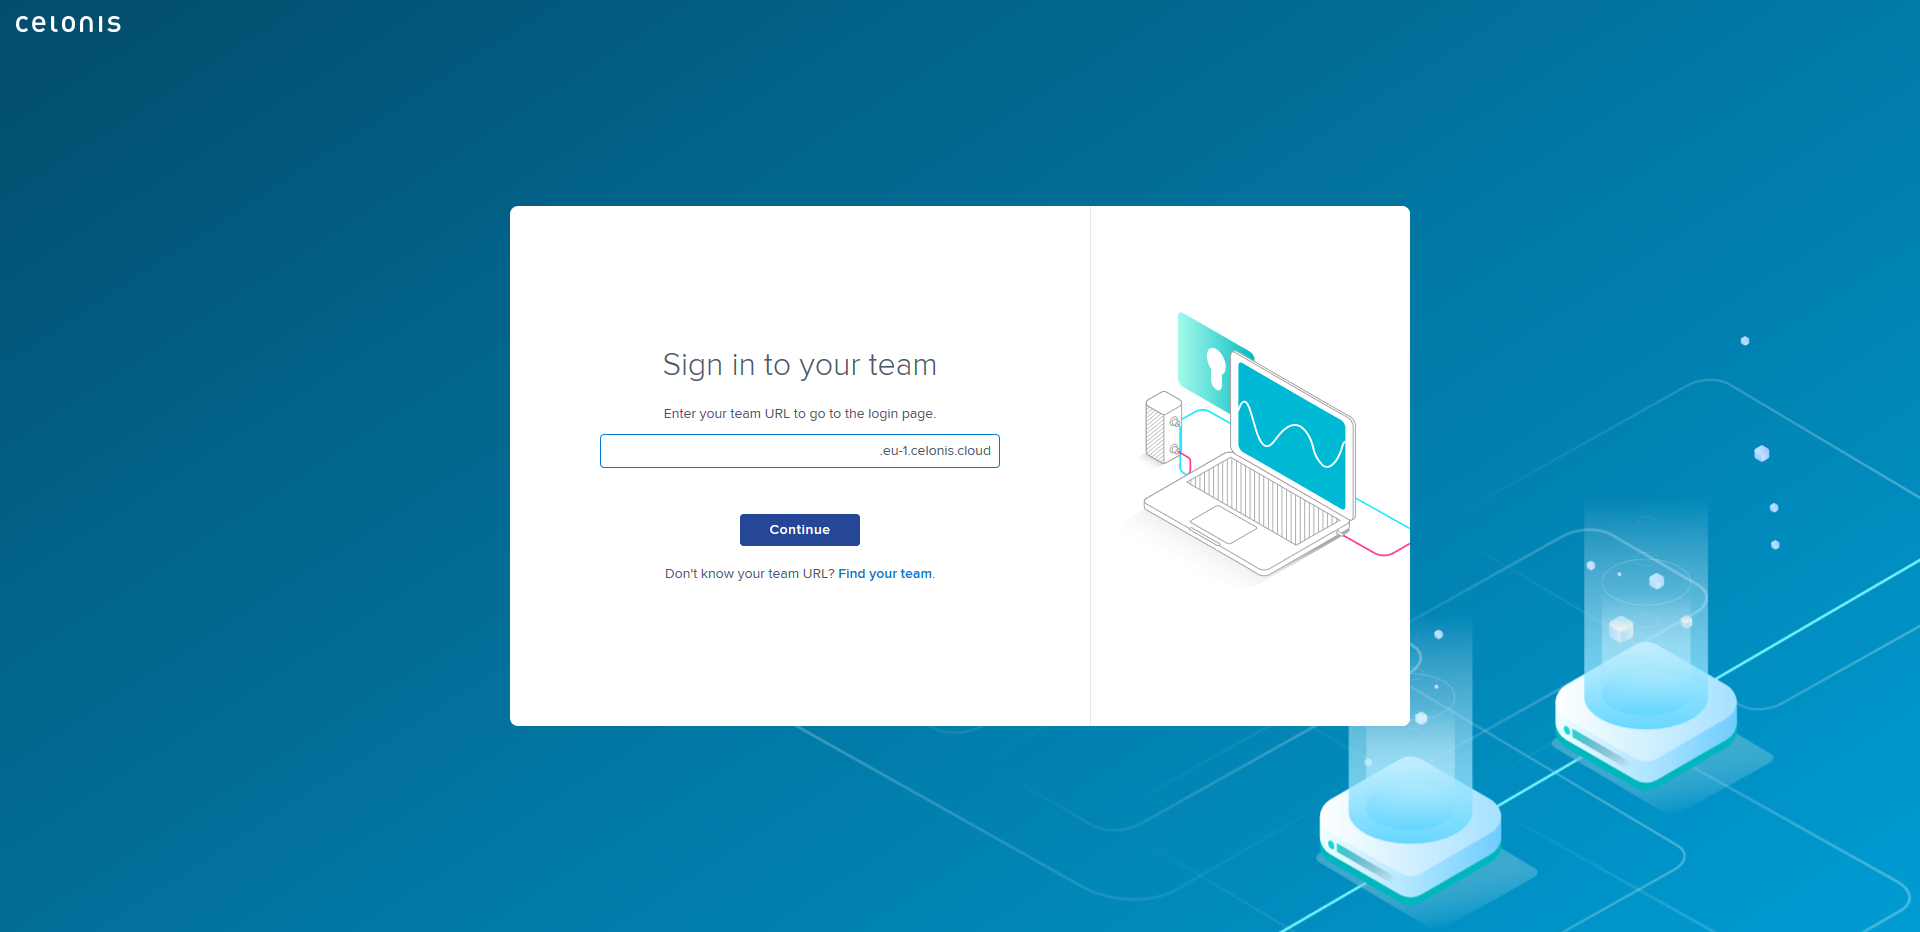 celonis
Sign in to your team
Enter your team URL to go to the login page.
.eu-1.celonis.cloud
Continue
Don't know your team URL? Find your team.